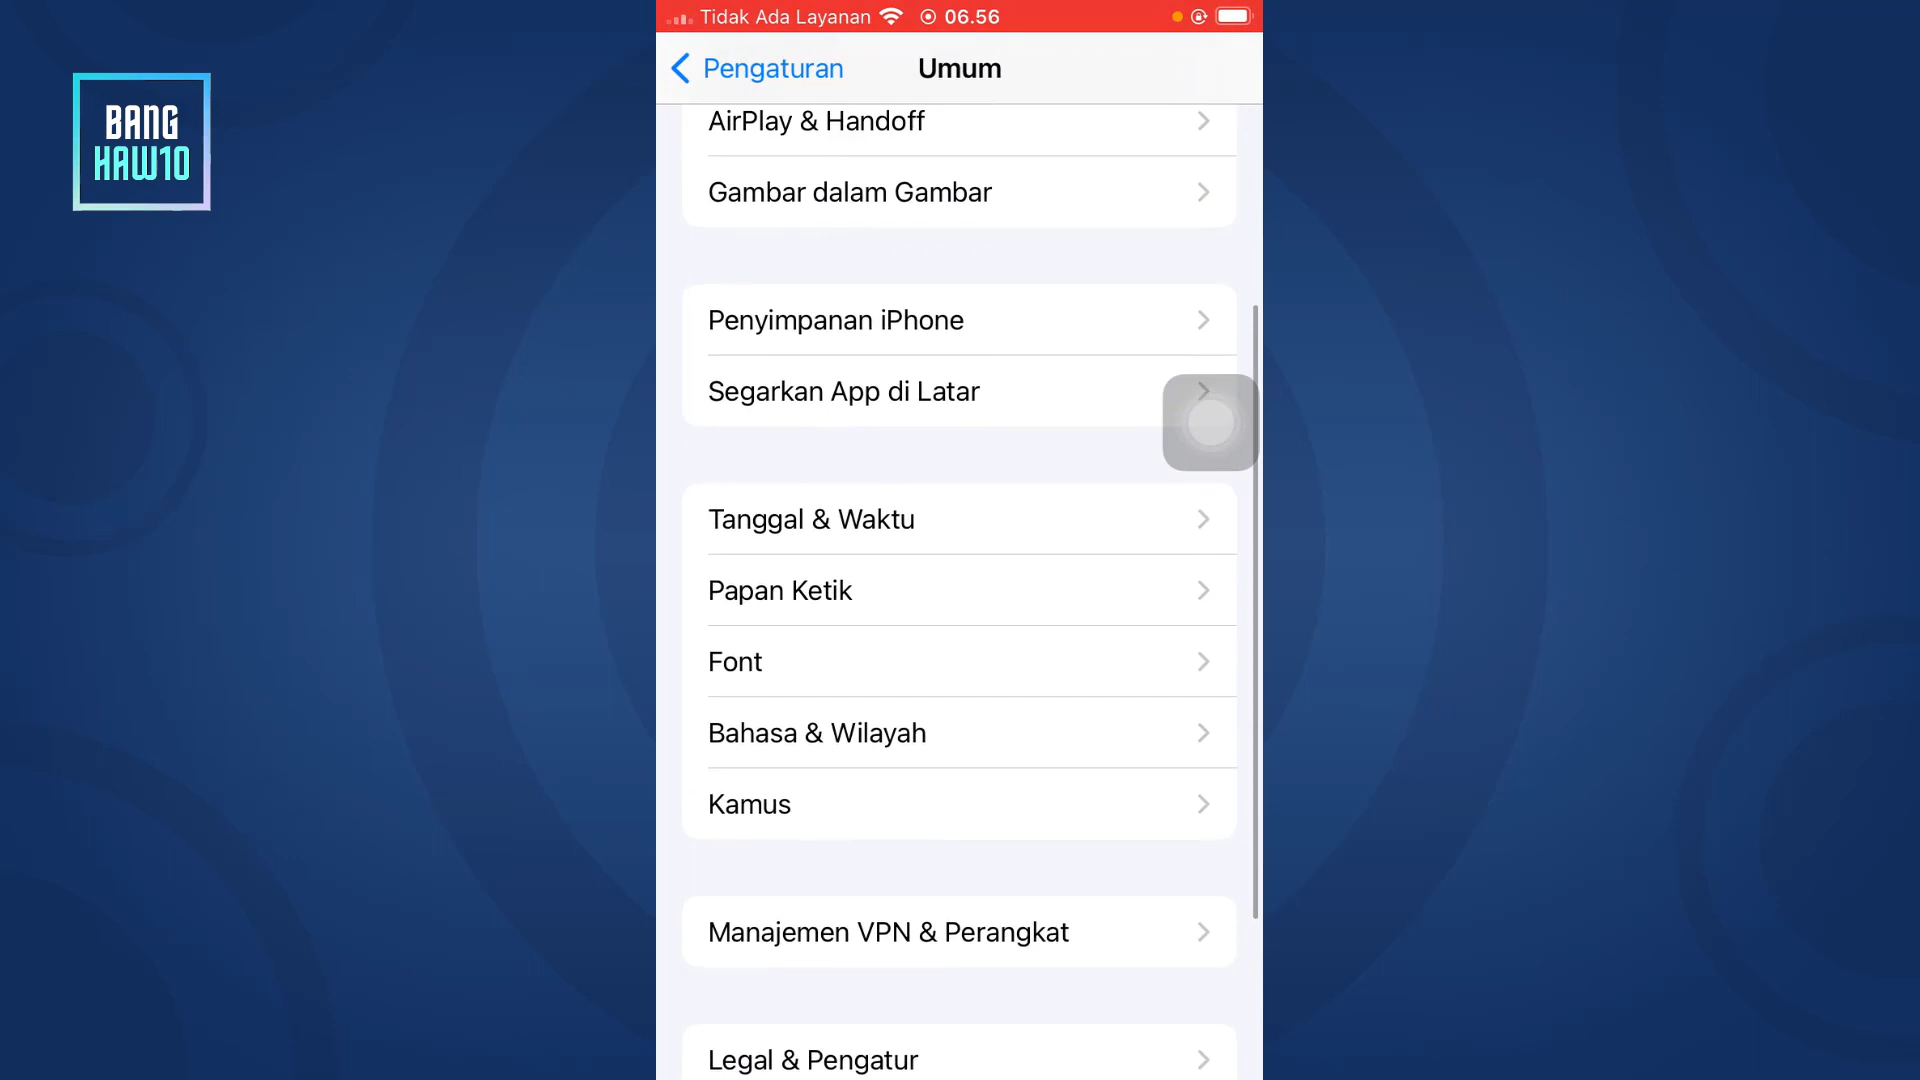 Tidak Ada Layanan 06.56
BANG
HAW10
Pengaturan
Umum
AirPlay & Handoff
Gambar dalam Gambar
Penyimpanan iPhone
Segarkan App di Latar
Tanggal & Waktu
Papan Ketik
Font
Bahasa & Wilayah
Kamus
Manajemen VPN & Perangkat
Legal & Pengatur